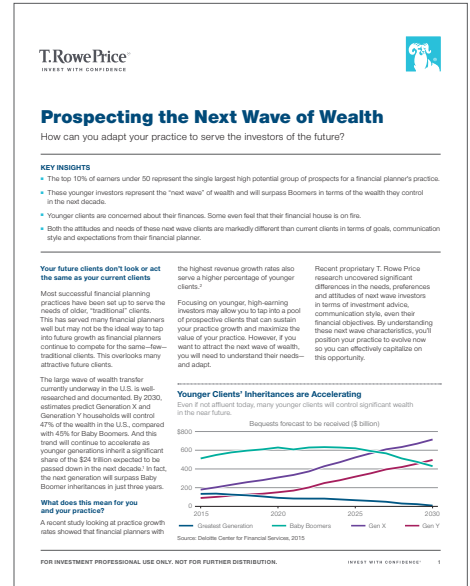 T.RowePrice
INVEST WITH CONFIDENCE
Prospecting the Next Wave of Wealth
How can you adapt your practice to serve the investors of the future?
KEY INSIGHTS
■ The top 10% of earners under 50 represent the single largest high potential group of prospects for a financial planner's practice.
■ These younger investors represent the "next wave" of wealth and will surpass Boomers in terms of the wealth they control
in the next decade.
■ Younger clients are concerned about their finances. Some even feel that their financial house is on fire.
■ Both the attitudes and needs of these next wave clients are markedly different than current clients in terms of goals, communication
style and expectations from their financial planner.
Your future clients don't look or act
the same as your current clients
Most successful financial planning
practices have been set up to serve the
needs of older, "traditional" clients.
This has served many financial planners
well but may not be the ideal way to tap
into future growth as financial planners
continue to compete for the same—few—
traditional clients. This overlooks many
attractive future clients.
The large wave of wealth transfer
currently underway in the U.S. is well-
researched and documented. By 2030,
estimates predict Generation X and
Generation Y households will control
47% of the wealth in the U.S., compared
with 45% for Baby Boomers. And this
trend will continue to accelerate as
younger generations inherit a significant
share of the $24 trillion expected to be
passed down in the next decade.¹ In fact,
the next generation will surpass Baby
Boomer inheritances in just three years.
What does this mean for you
and your practice?
A recent study looking at practice growth
rates showed that financial planners with
the highest revenue growth rates also
serve a higher percentage of younger
clients.²
Focusing on younger, high-earning
investors may allow you to tap into a pool
of prospective clients that can sustain
your practice growth and maximize the
value of your practice. However, if you
want to attract the next wave of wealth,
you will need to understand their needs—
and adapt.
Recent proprietary T. Rowe Price
research uncovered significant
differences in the needs, preferences
and attitudes of next wave investors
in terms of investment advice,
communication style, even their
financial objectives. By understanding
these next wave characteristics, you'll
position your practice to evolve now
so you can effectively capitalize on
this opportunity.
Younger Clients' Inheritances are Accelerating
Even if not affluent today, many younger clients will control significant wealth
in the near future.
Bequests forecast to be received ($ billion)
$800
600
400
200
0
2015 2020 2025 2030
Greatest Generation Baby Boomers Gen X Gen Y
Source: Deloitte Center for Financial Services, 2015
FOR INVESTMENT PROFESSIONAL USE ONLY. NOT FOR FURTHER DISTRIBUTION. INVEST WITH CONFIDENCE® 1